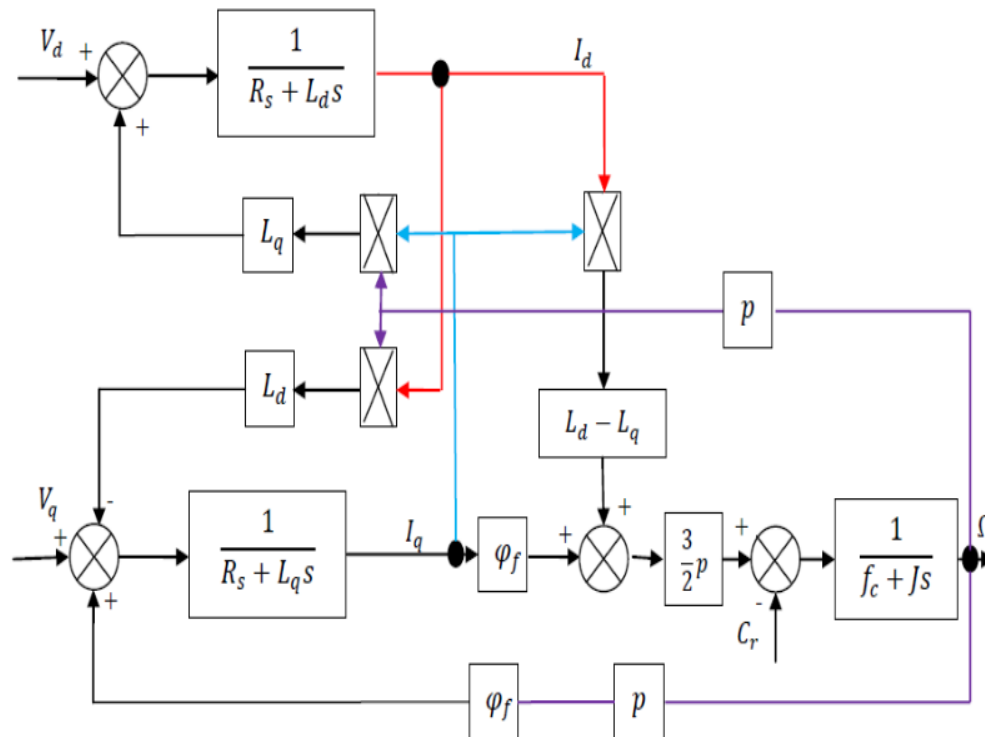 V_d
+
1
R_s + L_d s
I_d
+
L_q
p
L_d
L_d − L_q
V_q
-
+
1
R_s + L_q s
I_q
φ_f
+
+
3
2
p
+
1
f_c + Js
Ω
+
-
C_r
φ_f
p